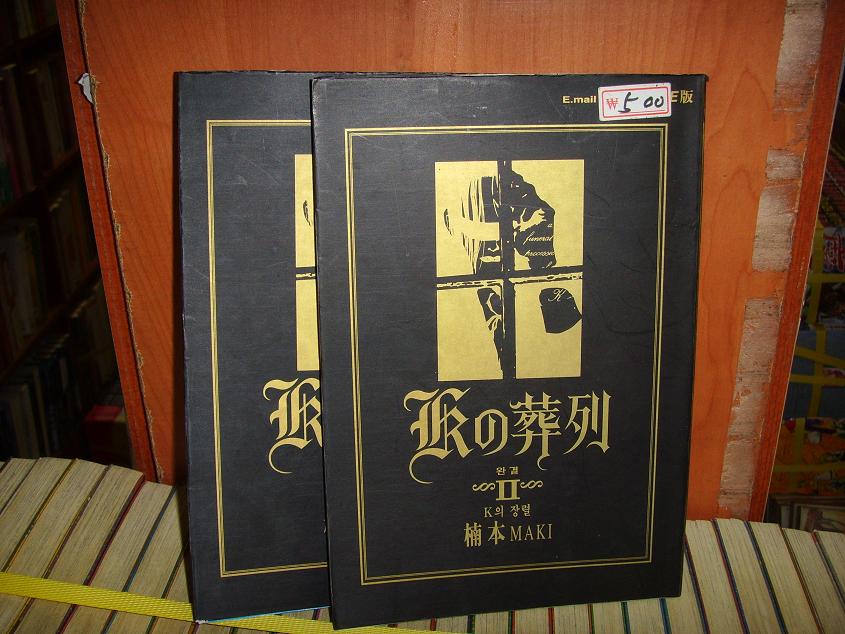 E.mail
E版
₩500
a
funeral
procession
K
Kの葬列
완결
II
K의 장렬
楠本MAKI
K